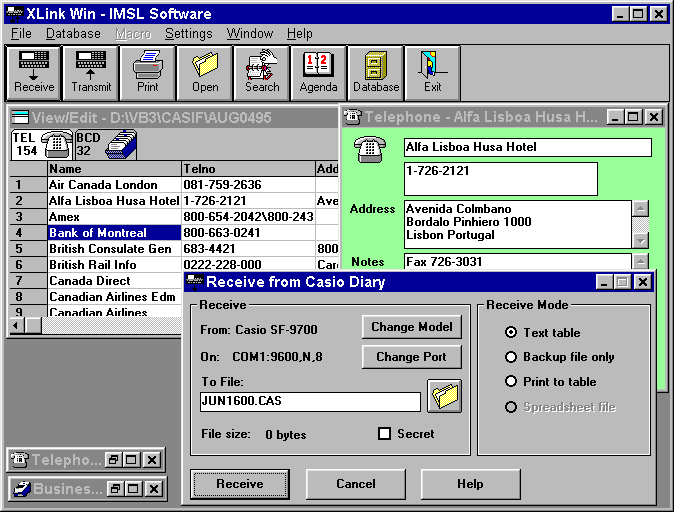 XLink Win - IMSL Software
File Database Macro Settings Window Help
Receive Transmit Print Open Search Agenda Database Exit
View/Edit - D:\VB3\CASIF\AUG0495
TEL 154
BCD 32
Name Telno Add
1 Air Canada London 081-759-2636
2 Alfa Lisboa Husa Hotel 1-726-2121 Ave
3 Amex 800-654-2042\800-243
4 Bank of Montreal 800-663-0241
5 British Consulate Gen 683-4421 800
6 British Rail Info 0222-228-000 Car
7 Canada Direct
8 Canadian Airlines Edm
9 Canadian Airlines
Telephone - Alfa Lisboa Husa H...
Alfa Lisboa Husa Hotel
1-726-2121
Address
Avenida Colmbano
Bordalo Pinhiero 1000
Lisbon Portugal
Notes
Fax 726-3031
Receive from Casio Diary
Receive
From: Casio SF-9700
Change Model
On: COM1:9600,N,8
Change Port
To File:
JUN1600.CAS
File size: 0 bytes
Secret
Receive Mode
Text table
Backup file only
Print to table
Spreadsheet file
Receive Cancel Help
Telepho...
Busines...